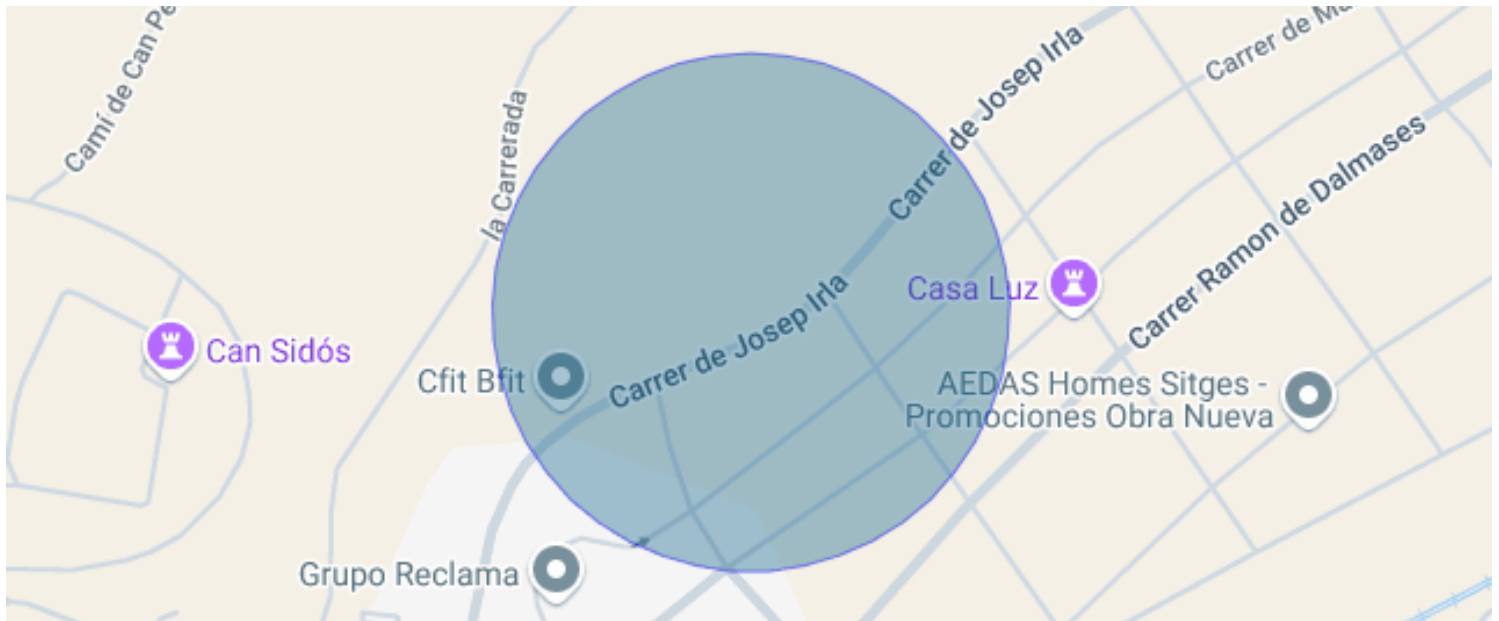 Camí de Can Pe
la Carrerada
Carrer de Josep Irla
Carrer de M
Carrer Ramon de Dalmases
Casa Luz
Can Sidós
Carrer de Josep Irla
Cfit Bfit
AEDAS Homes Sitges -
Promociones Obra Nueva
Grupo Reclama